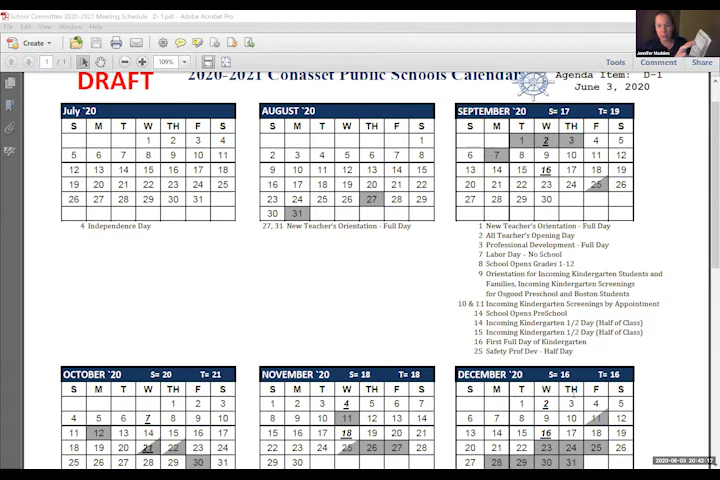 School Committee 2020-2021 Meeting Schedule D-1.pdf - Adobe Acrobat Pro
File Edit View Window Help
Create
1 / 1 109%
Tools Comment Share
Jennifer Madden
DRAFT
2020-2021 Cohasset Public Schools Calendar
Agenda Item: D-1
June 3, 2020
July `20
S M T W TH F S
1 2 3 4
5 6 7 8 9 10 11
12 13 14 15 16 17 18
19 20 21 22 23 24 25
26 27 28 29 30 31
4 Independence Day
AUGUST `20
S M T W TH F S
1
2 3 4 5 6 7 8
9 10 11 12 13 14 15
16 17 18 19 20 21 22
23 24 25 26 27 28 29
30 31
27, 31 New Teacher's Orientation - Full Day
SEPTEMBER `20 S= 17 T= 19
S M T W TH F S
1 2 3 4 5
6 7 8 9 10 11 12
13 14 15 16 17 18 19
20 21 22 23 24 25 26
27 28 29 30
1 New Teacher's Orientation - Full Day
2 All Teacher's Opening Day
3 Professional Development - Full Day
7 Labor Day - No School
8 School Opens Grades 1-12
9 Orientation for Incoming Kindergarten Students and
Families, Incoming Kindergarten Screenings
for Osgood Preschool and Boston Students
10 & 11 Incoming Kindergarten Screenings by Appointment
14 School Opens PreSchool
14 Incoming Kindergarten 1/2 Day (Half of Class)
15 Incoming Kindergarten 1/2 Day (Half of Class)
16 First Full Day of Kindergarten
25 Safety Prof Dev - Half Day
OCTOBER `20 S= 20 T= 21
S M T W TH F S
1 2 3
4 5 6 7 8 9 10
11 12 13 14 15 16 17
18 19 20 21 22 23 24
25 26 27 28 29 30 31
NOVEMBER `20 S= 18 T= 18
S M T W TH F S
1 2 3 4 5 6 7
8 9 10 11 12 13 14
15 16 17 18 19 20 21
22 23 24 25 26 27 28
29 30
DECEMBER `20 S= 16 T= 16
S M T W TH F S
1 2 3 4 5
6 7 8 9 10 11 12
13 14 15 16 17 18 19
20 21 22 23 24 25 26
27 28 29 30 31
2020-06-03 20:42:17